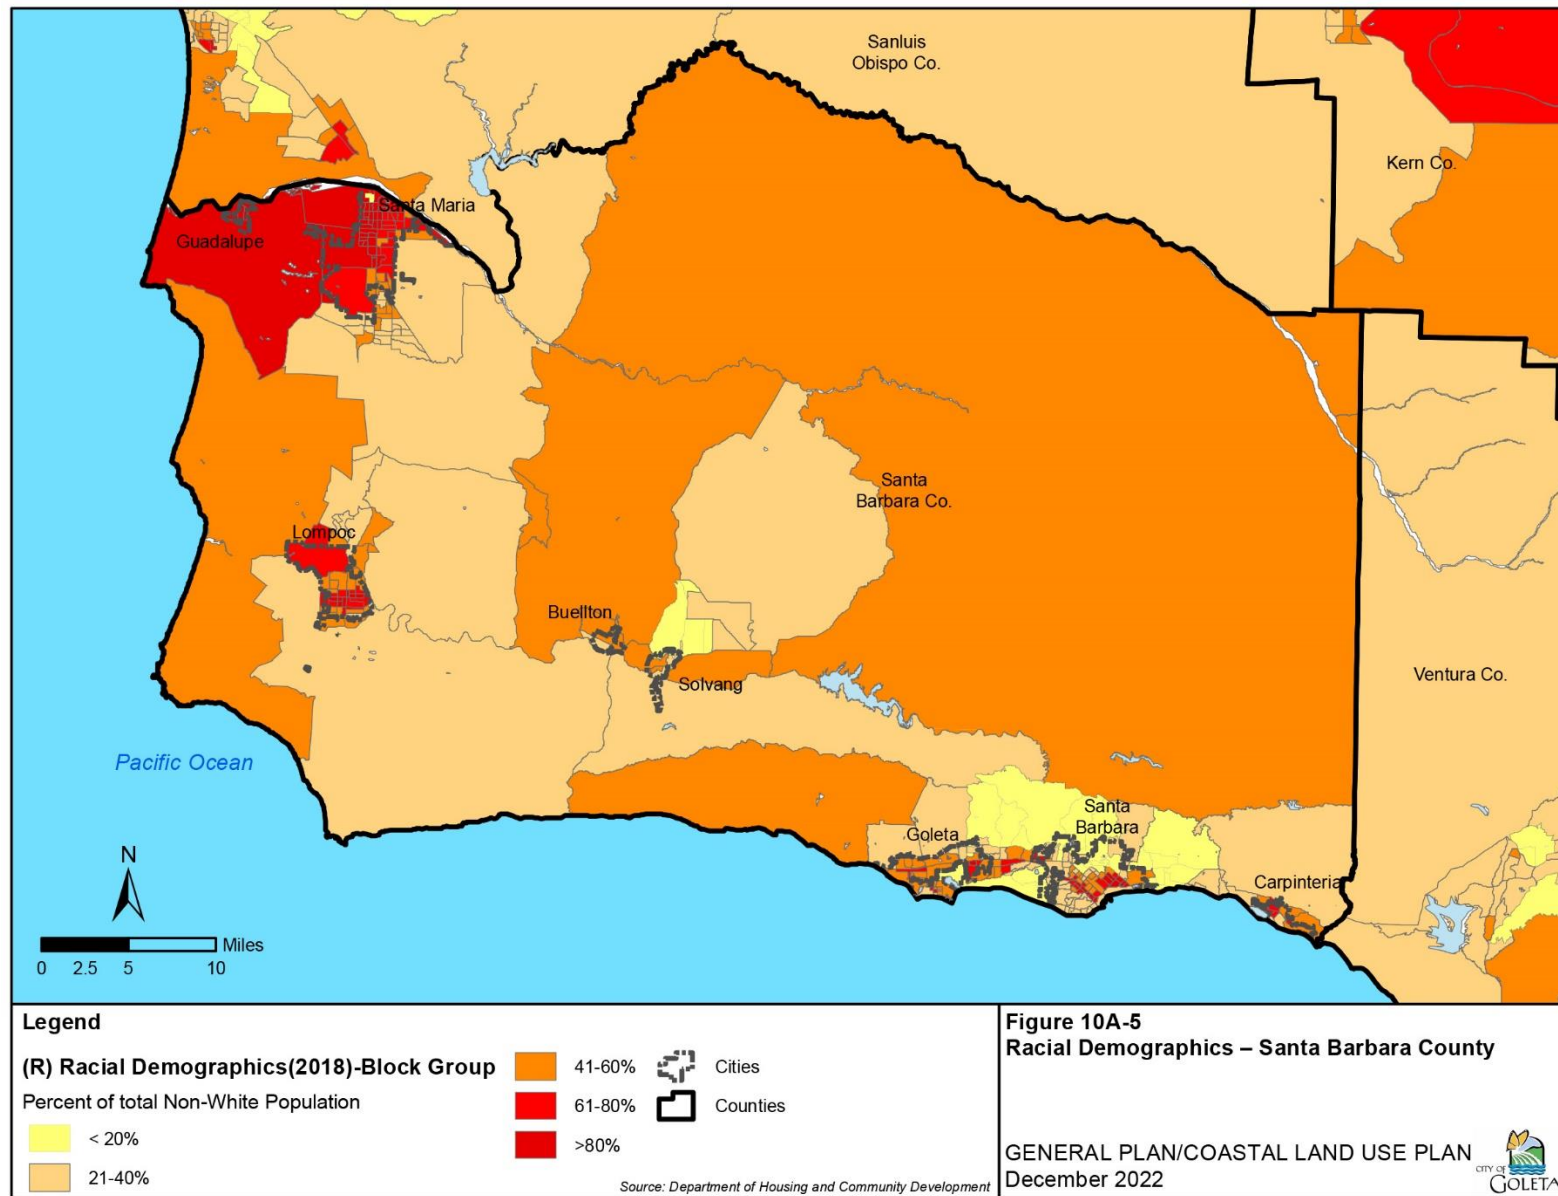 Sanluis
Obispo Co.
Kern Co.
Santa Maria
Guadalupe
Santa
Barbara Co.
Lompoc
Buellton
Solvang
Ventura Co.
Pacific Ocean
Santa
Barbara
Goleta
Carpinteria
N
Miles
0 2.5 5 10
Legend
(R) Racial Demographics(2018)-Block Group
Percent of total Non-White Population
< 20%
21-40%
41-60%
61-80%
>80%
Cities
Counties
Source: Department of Housing and Community Development
Figure 10A-5
Racial Demographics – Santa Barbara County
GENERAL PLAN/COASTAL LAND USE PLAN
December 2022
CITY OF
GOLETA